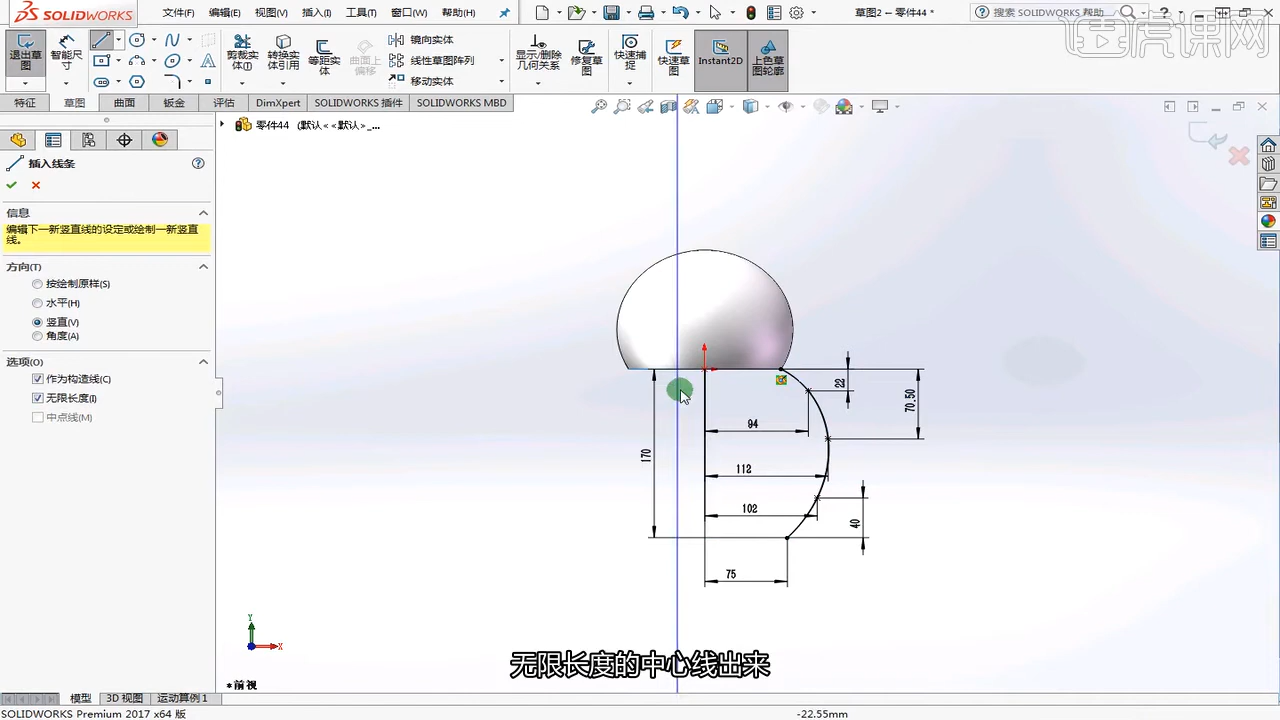 SOLIDWORKS
文件(F) 编辑(E) 视图(V) 插入(I) 工具(T) 窗口(W) 帮助(H)
草图2 - 零件44 *
搜索 SOLIDWORKS 帮助
虎课网
退出草图
智能尺寸
剪裁实体(T)
转换实体引用
等距实体
曲面上偏移
镜向实体
线性草图阵列
移动实体
显示/删除几何关系
修复草图
快速捕捉
快速草图
Instant2D
上色草图轮廓
特征 草图 曲面 钣金 评估 DimXpert SOLIDWORKS 插件 SOLIDWORKS MBD
零件44 (默认<<默认>_...
插入线条
信息
编辑下一新竖直线的设定或绘制一新竖直线。
方向(T)
按绘制原样(S)
水平(H)
竖直(V)
角度(A)
选项(O)
作为构造线(C)
无限长度(I)
中点线(M)
22
70.50
94
170
112
102
40
75
Y
X
*前视
无限长度的中心线出来
模型 3D 视图 运动算例 1
SOLIDWORKS Premium 2017 x64 版
-22.55mm